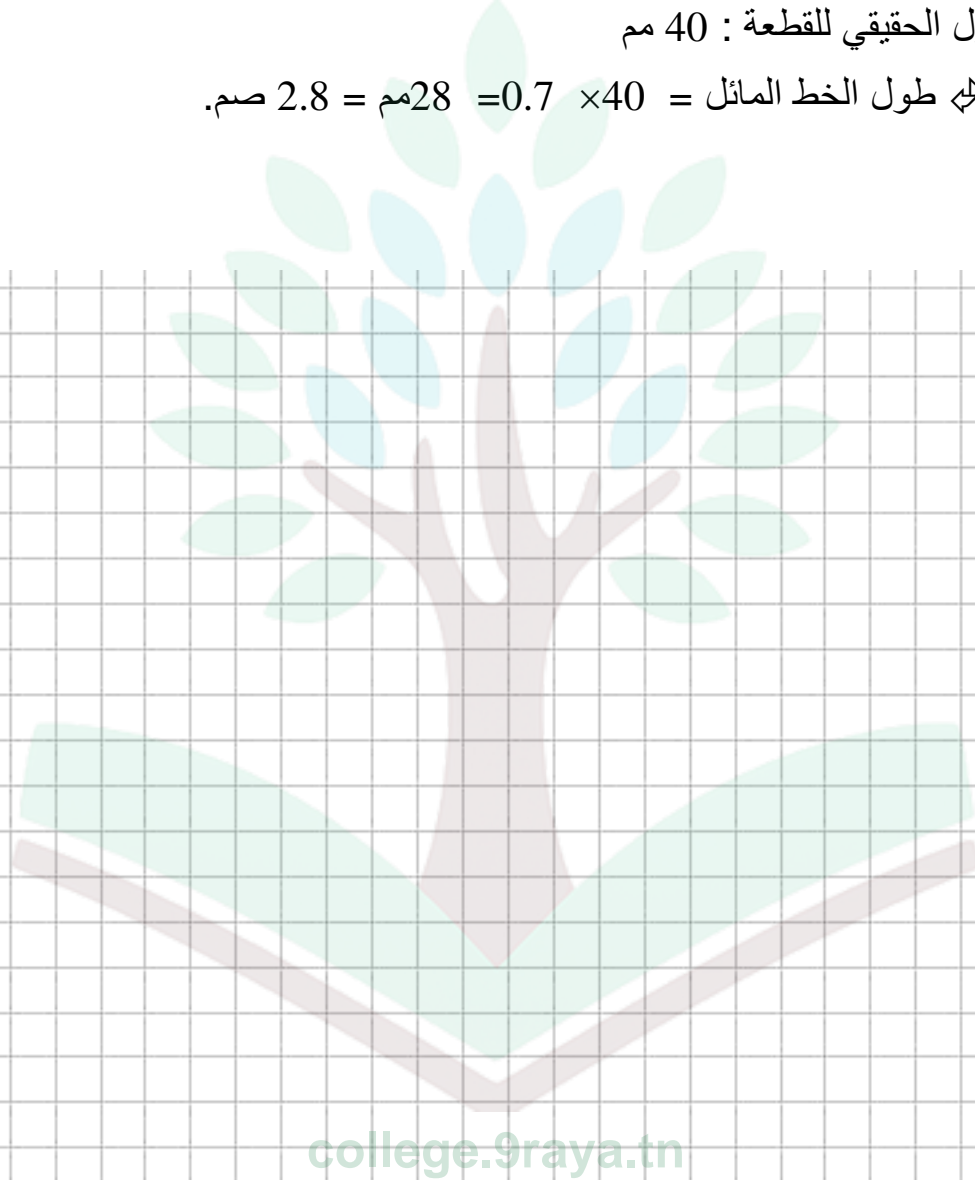 الحقيقي للقطعة : 40 مم
طول الخط المائل = 40× 0.7= 28مم = 2.8 صم.
college.9raya.tn